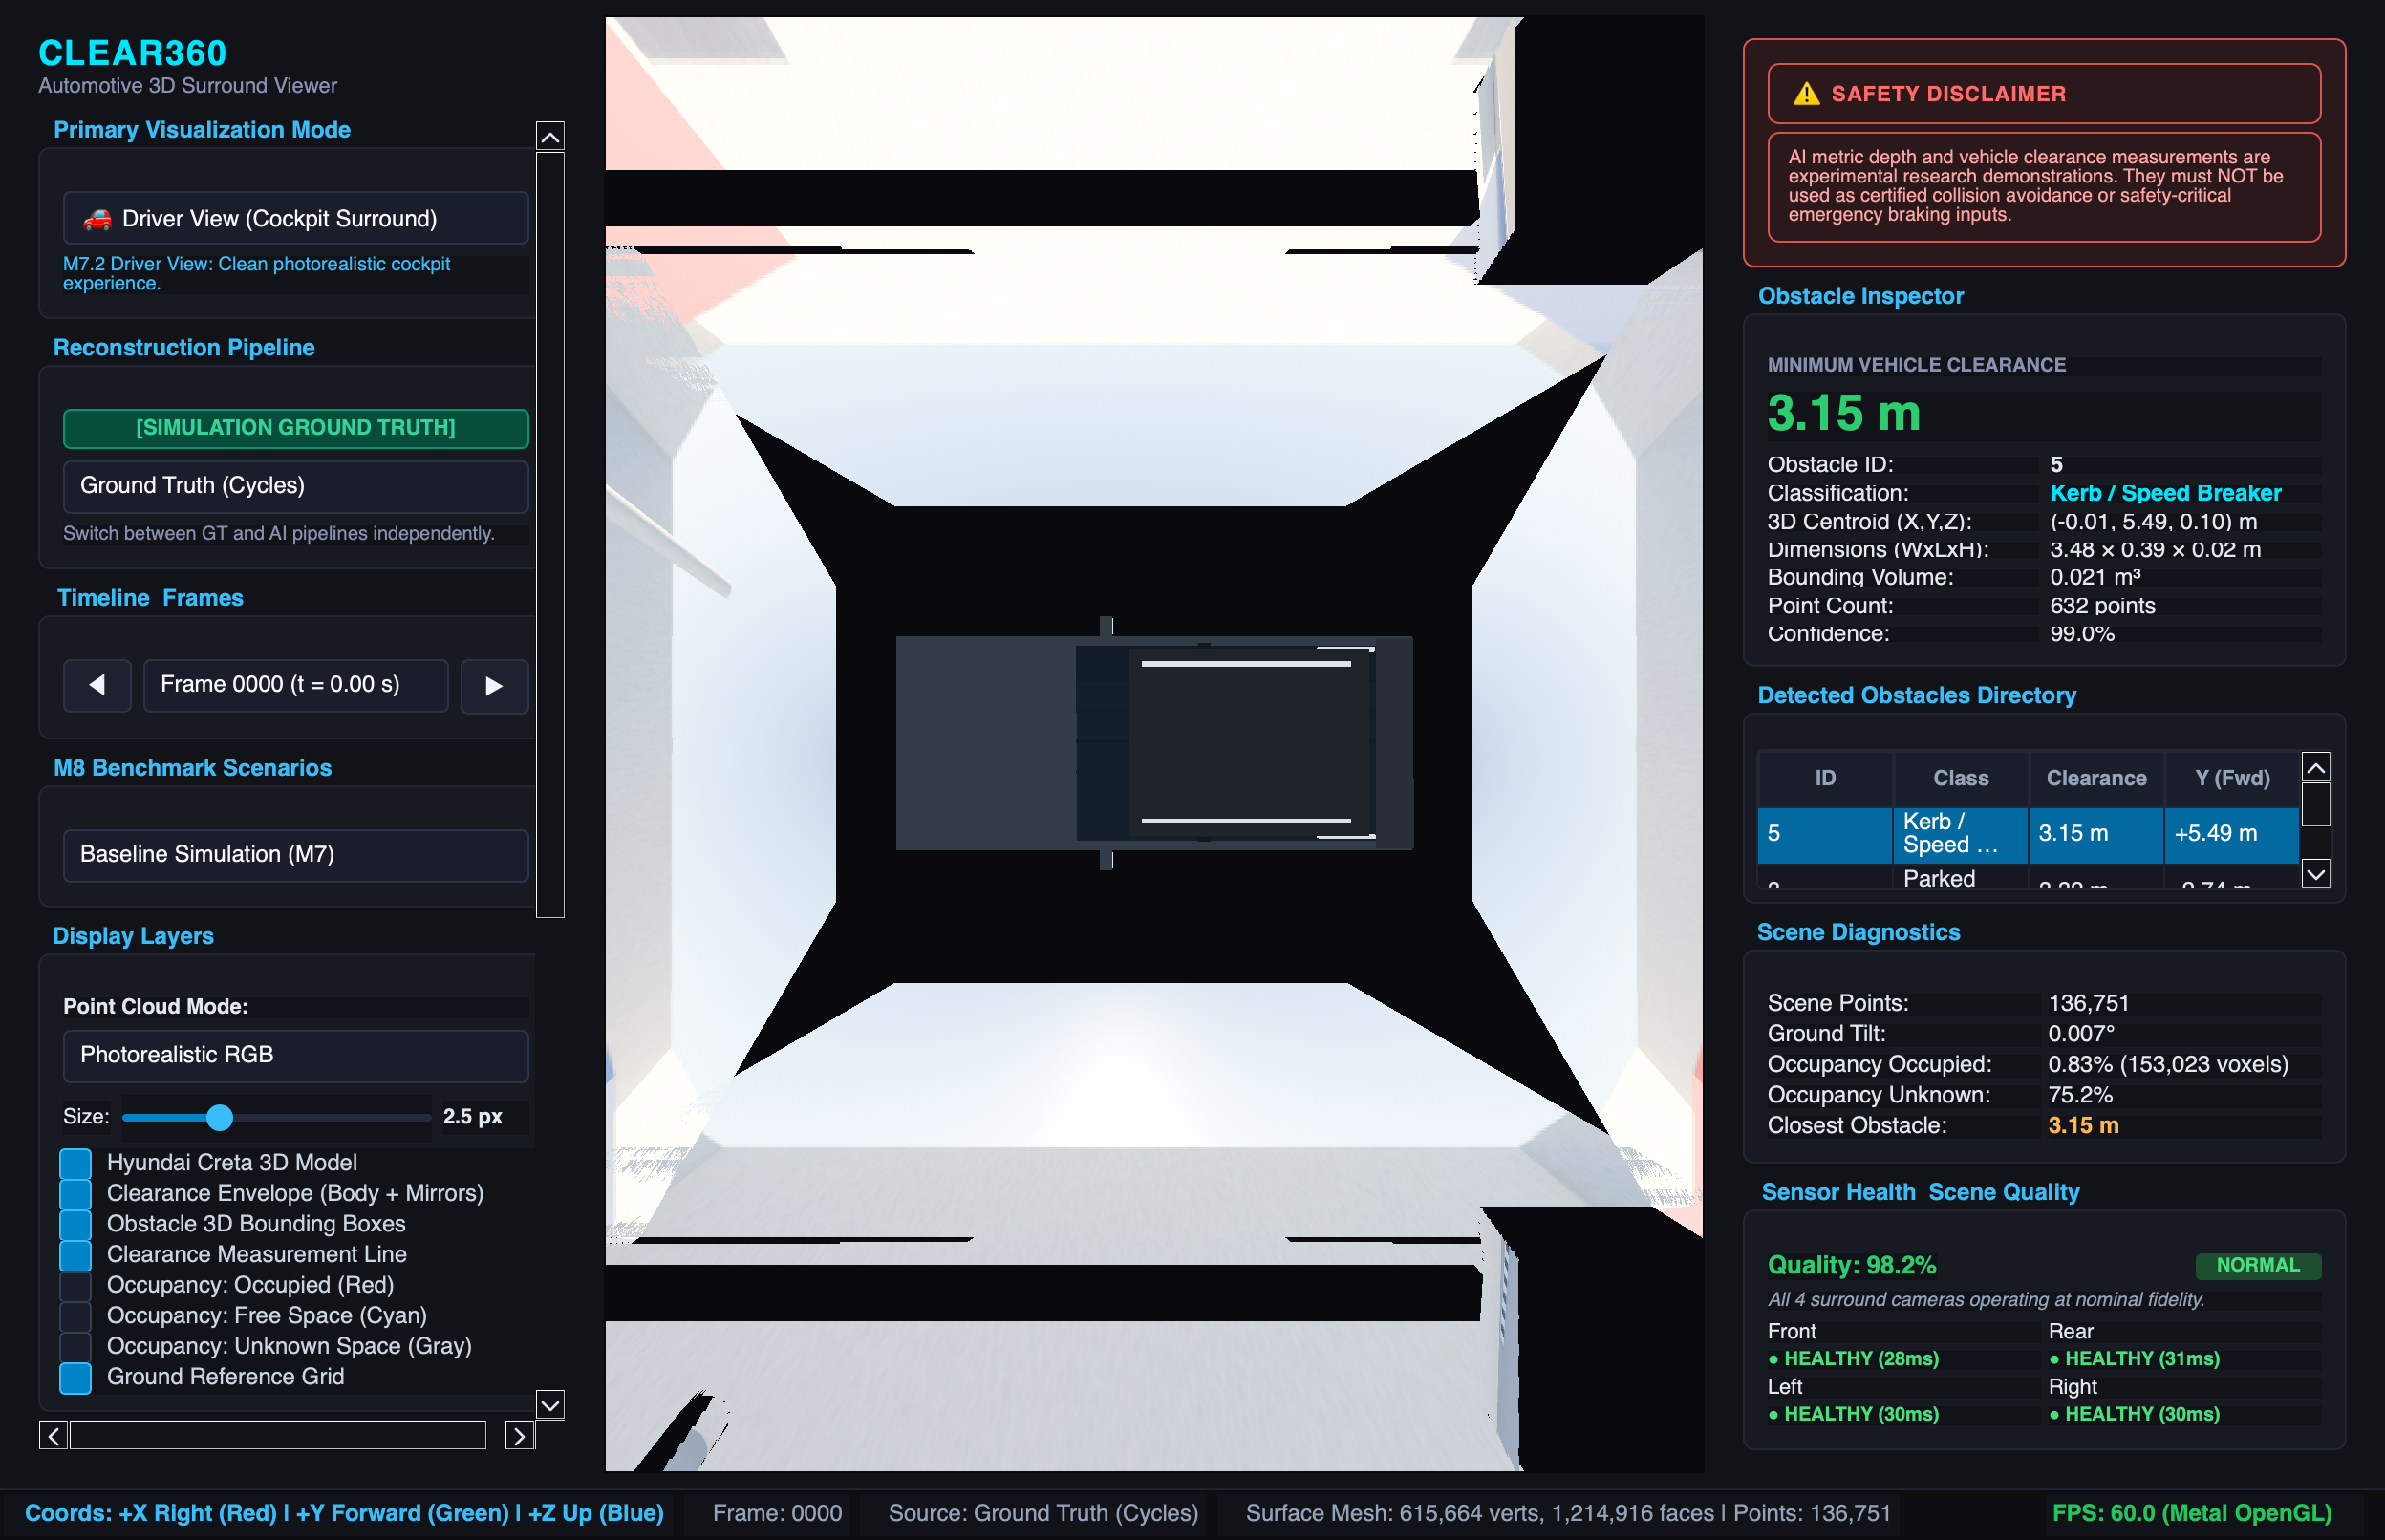 CLEAR360
Automotive 3D Surround Viewer
Primary Visualization Mode
Driver View (Cockpit Surround)
M7.2 Driver View: Clean photorealistic cockpit
experience.
Reconstruction Pipeline
[SIMULATION GROUND TRUTH]
Ground Truth (Cycles)
Switch between GT and AI pipelines independently.
Timeline  Frames
Frame 0000 (t = 0.00 s)
M8 Benchmark Scenarios
Baseline Simulation (M7)
Display Layers
Point Cloud Mode:
Photorealistic RGB
Size: 2.5 px
Hyundai Creta 3D Model
Clearance Envelope (Body + Mirrors)
Obstacle 3D Bounding Boxes
Clearance Measurement Line
Occupancy: Occupied (Red)
Occupancy: Free Space (Cyan)
Occupancy: Unknown Space (Gray)
Ground Reference Grid
⚠️ SAFETY DISCLAIMER
AI metric depth and vehicle clearance measurements are
experimental research demonstrations. They must NOT be
used as certified collision avoidance or safety-critical
emergency braking inputs.
Obstacle Inspector
MINIMUM VEHICLE CLEARANCE
3.15 m
Obstacle ID: 5
Classification: Kerb / Speed Breaker
3D Centroid (X,Y,Z): (-0.01, 5.49, 0.10) m
Dimensions (WxLxH): 3.48 × 0.39 × 0.02 m
Bounding Volume: 0.021 m³
Point Count: 632 points
Confidence: 99.0%
Detected Obstacles Directory
ID Class Clearance Y (Fwd)
5 Kerb / Speed … 3.15 m +5.49 m
Parked
Scene Diagnostics
Scene Points: 136,751
Ground Tilt: 0.007°
Occupancy Occupied: 0.83% (153,023 voxels)
Occupancy Unknown: 75.2%
Closest Obstacle: 3.15 m
Sensor Health  Scene Quality
Quality: 98.2% NORMAL
All 4 surround cameras operating at nominal fidelity.
Front Rear
● HEALTHY (28ms) ● HEALTHY (31ms)
Left Right
● HEALTHY (30ms) ● HEALTHY (30ms)
Coords: +X Right (Red) | +Y Forward (Green) | +Z Up (Blue) Frame: 0000 Source: Ground Truth (Cycles) Surface Mesh: 615,664 verts, 1,214,916 faces | Points: 136,751 FPS: 60.0 (Metal OpenGL)